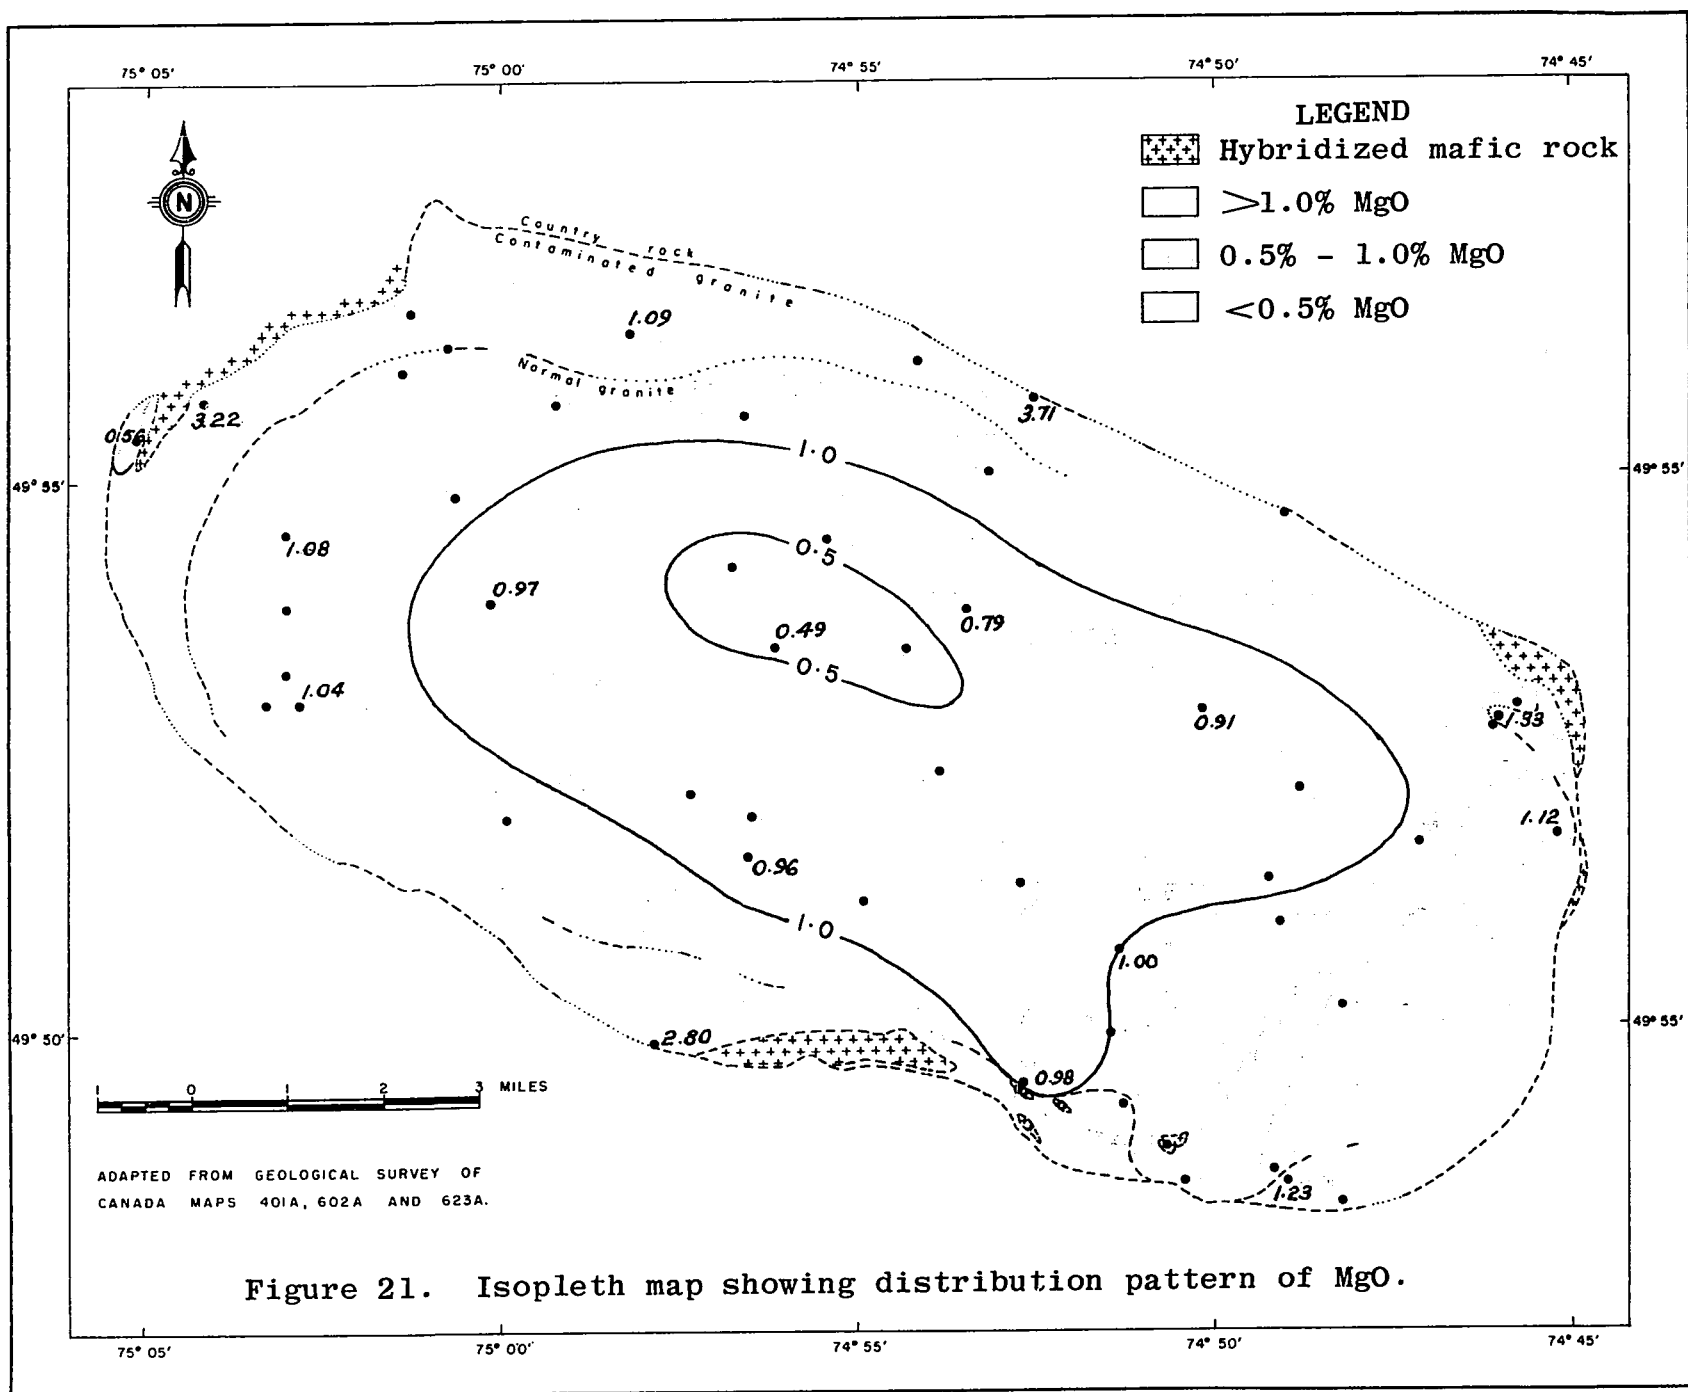 75° 05'
75° 00'
74° 55'
74° 50'
74° 45'
LEGEND
Hybridized mafic rock
>1.0% MgO
0.5% - 1.0% MgO
<0.5% MgO
N
Country rock
Contaminated granite
1.09
Normal granite
3.22
0.56
3.71
1.0
49° 55'
49° 55'
1.08
0.5
0.97
0.49
0.79
0.5
1.04
0.91
1.33
1.12
0.96
1.0
1.00
49° 50'
2.80
49° 55'
0.98
1 0 1 2 3 MILES
1.23
ADAPTED FROM GEOLOGICAL SURVEY OF
CANADA MAPS 401A, 602A AND 623A.
Figure 21. Isopleth map showing distribution pattern of MgO.
75° 05'
75° 00'
74° 55'
74° 50'
74° 45'